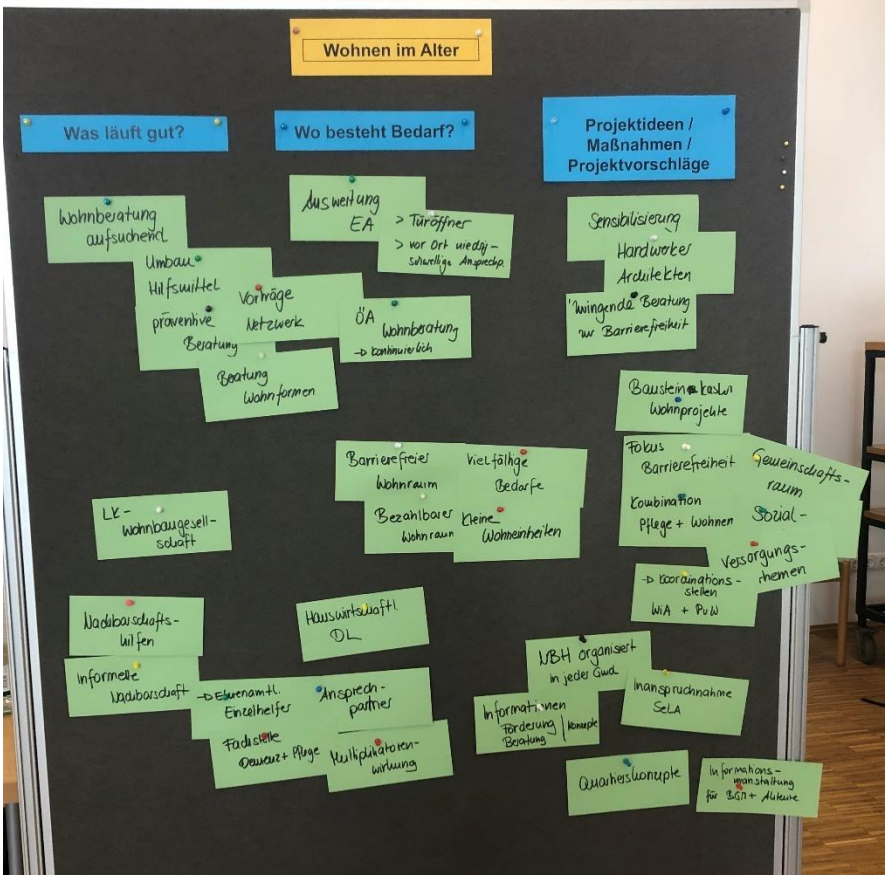 Wohnen im Alter
Was läuft gut?
Wohnberatung
aufsuchend
Umbau
Hilfsmittel
präventive
Beratung
Vorträge
Netzwerk
Beratung
Wohnformen
LK-
Wohnbaugesell-
schaft
Nachbarschafts-
hilfen
Informelle
Nachbarschaft
→ Ehrenamtl.
Einzelhelfer
Fachstelle
Demenz + Pflege
Wo besteht Bedarf?
Ausweitung
EA
> Türöffner
> vor Ort niedrig-
schwellige Ansprechp.
ÖA
Wohnberatung
→ kontinuierlich
Barrierefreier
Wohnraum
Vielfältige
Bedarfe
Bezahlbarer
Wohnraum
Kleine
Wohneinheiten
Hauswirtschaftl.
DL
Ansprech-
partner
Multiplikatoren-
wirkung
Projektideen /
Maßnahmen /
Projektvorschläge
Sensibilisierung
Handwerker
Architekten
Zwingende Beratung
zur Barrierefreiheit
Bausteinkasten
Wohnprojekte
Fokus
Barrierefreiheit
Gemeinschafts-
raum
Kombination
Pflege + Wohnen
Sozial-
Versorgungs-
themen
→ Koordinations-
stellen
WiA + PuW
NBH organisiert
in jeder Gmd
Informationen
Förderung
Beratung / Konzepte
Inanspruchnahme
SeLA
Quartierskonzepte
Informations-
veranstaltung
für BGM + Akteure